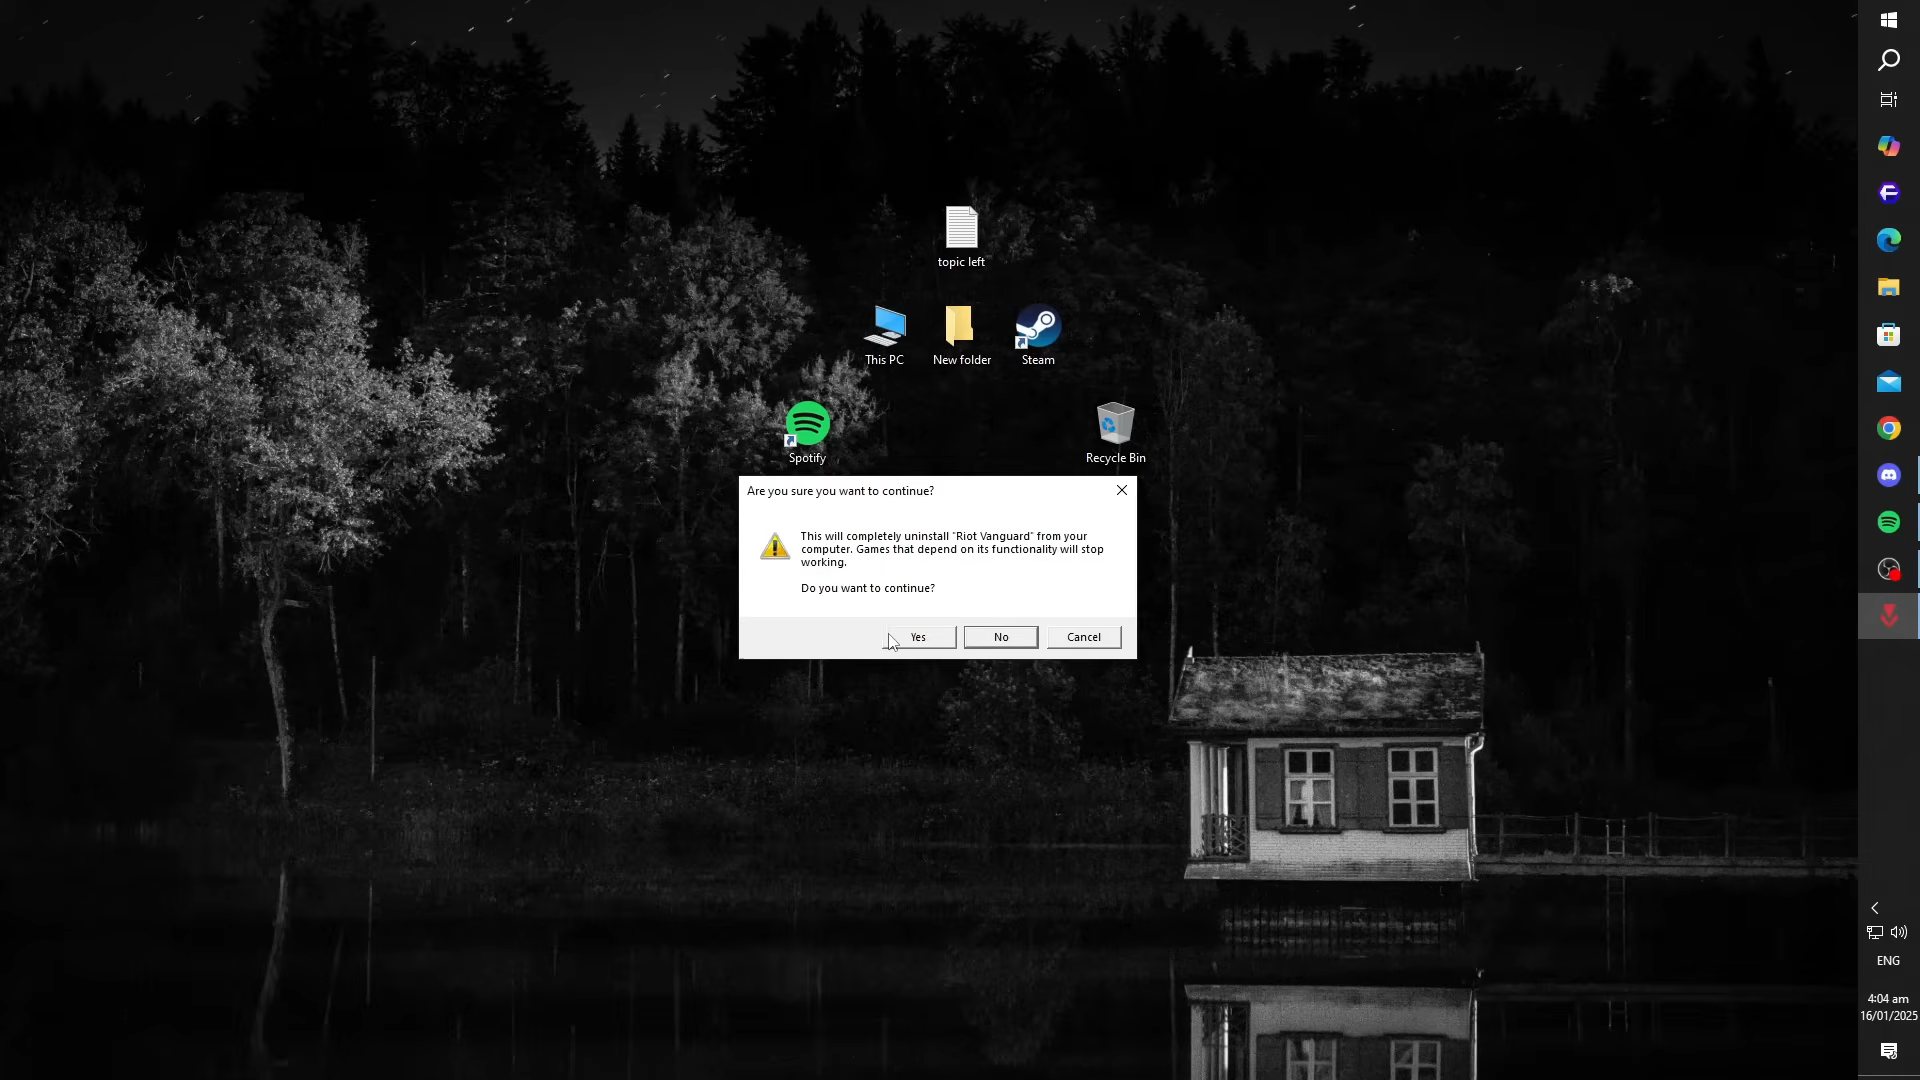 topic left
This PC
New folder
Steam
Spotify
Recycle Bin
Are you sure you want to continue?
This will completely uninstall "Riot Vanguard" from your
computer. Games that depend on its functionality will stop
working.
Do you want to continue?
Yes
No
Cancel
ENG
4:04 am
16/01/2025